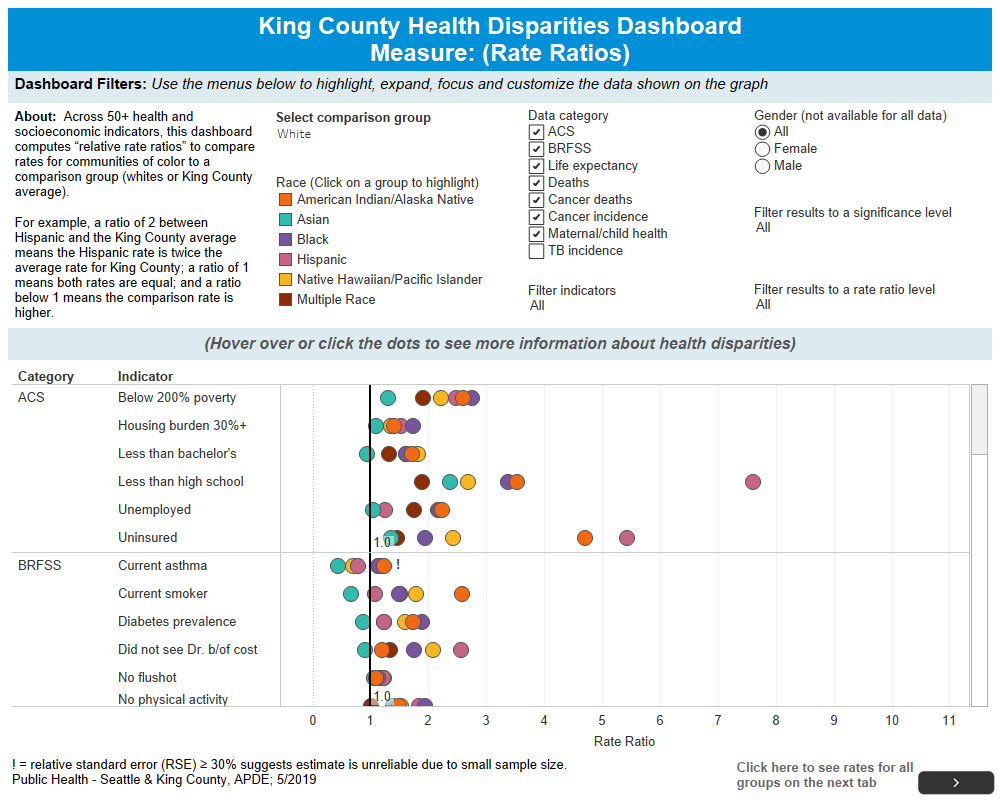 King County Health Disparities Dashboard
Measure: (Rate Ratios)
Dashboard Filters: Use the menus below to highlight, expand, focus and customize the data shown on the graph
About:  Across 50+ health and
socioeconomic indicators, this dashboard
computes “relative rate ratios” to compare
rates for communities of color to a
comparison group (whites or King County
average).
For example, a ratio of 2 between
Hispanic and the King County average
means the Hispanic rate is twice the
average rate for King County; a ratio of 1
means both rates are equal; and a ratio
below 1 means the comparison rate is
higher.
Select comparison group
White
Race (Click on a group to highlight)
American Indian/Alaska Native
Asian
Black
Hispanic
Native Hawaiian/Pacific Islander
Multiple Race
Data category
ACS
BRFSS
Life expectancy
Deaths
Cancer deaths
Cancer incidence
Maternal/child health
TB incidence
Filter indicators
All
Gender (not available for all data)
All
Female
Male
Filter results to a significance level
All
Filter results to a rate ratio level
All
(Hover over or click the dots to see more information about health disparities)
Category Indicator
ACS Below 200% poverty
Housing burden 30%+
Less than bachelor's
Less than high school
Unemployed
Uninsured
1.0
BRFSS Current asthma !
Current smoker
Diabetes prevalence
Did not see Dr. b/of cost
No flushot
No physical activity
1.0
0 1 2 3 4 5 6 7 8 9 10 11
Rate Ratio
! = relative standard error (RSE) ≥ 30% suggests estimate is unreliable due to small sample size.
Public Health - Seattle & King County, APDE; 5/2019
Click here to see rates for all
groups on the next tab